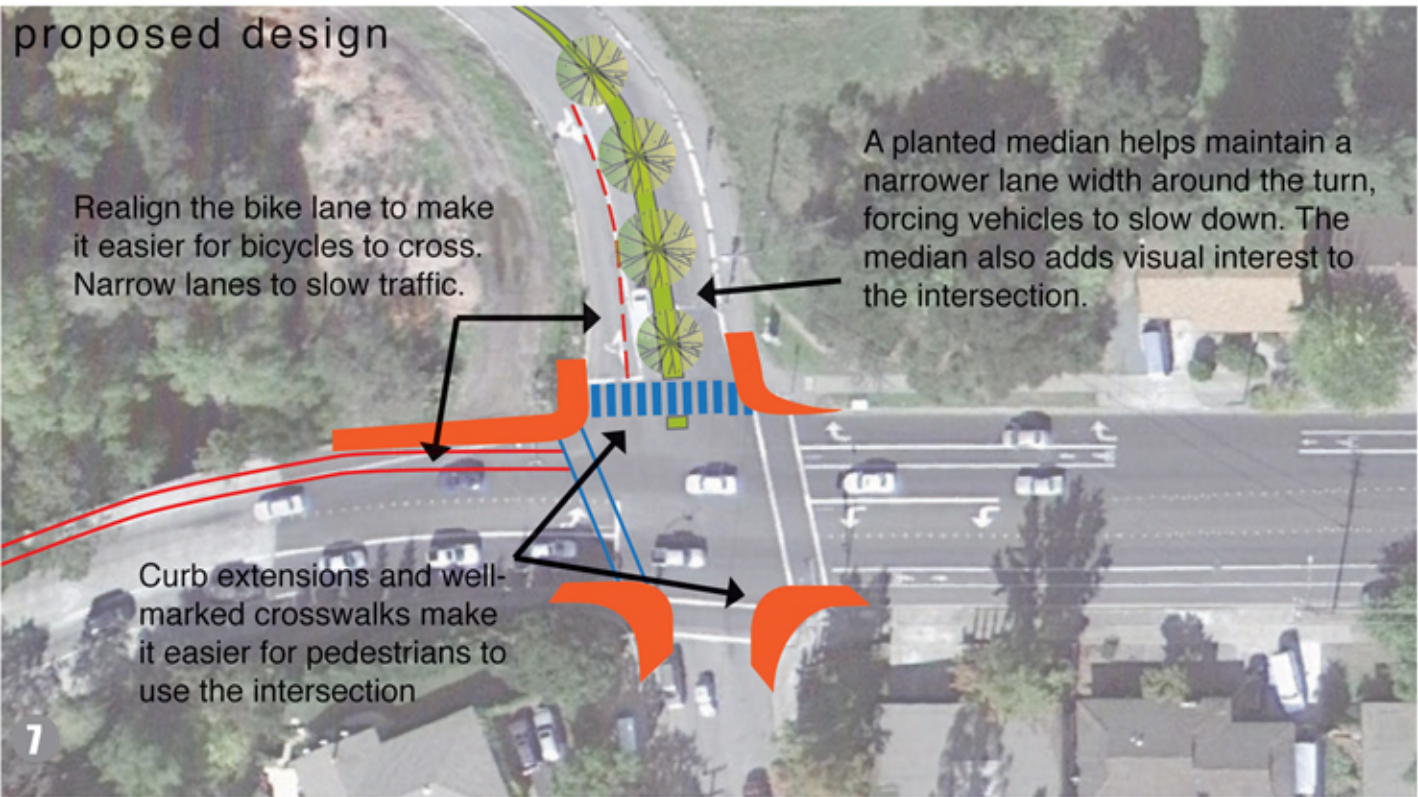 proposed design
Realign the bike lane to make
it easier for bicycles to cross.
Narrow lanes to slow traffic.
A planted median helps maintain a
narrower lane width around the turn,
forcing vehicles to slow down. The
median also adds visual interest to
the intersection.
Curb extensions and well-
marked crosswalks make
it easier for pedestrians to
use the intersection
7